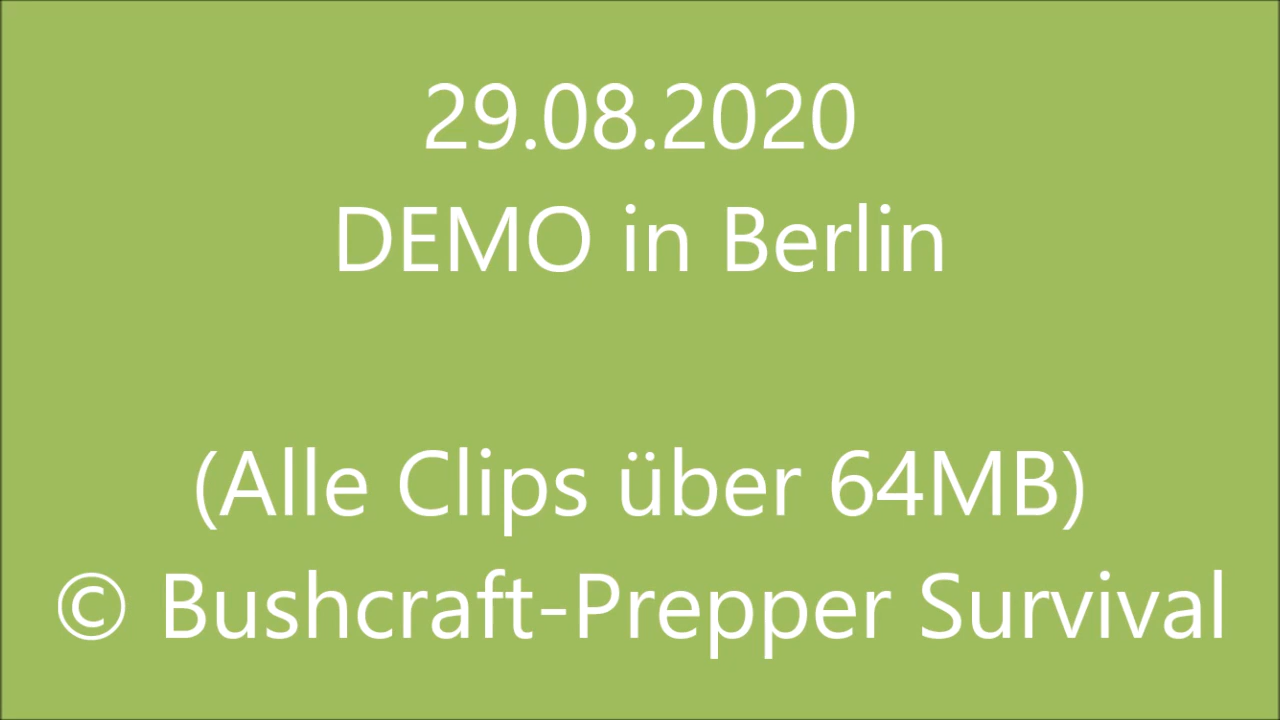 29.08.2020
DEMO in Berlin
(Alle Clips über 64MB)
© Bushcraft-Prepper Survival